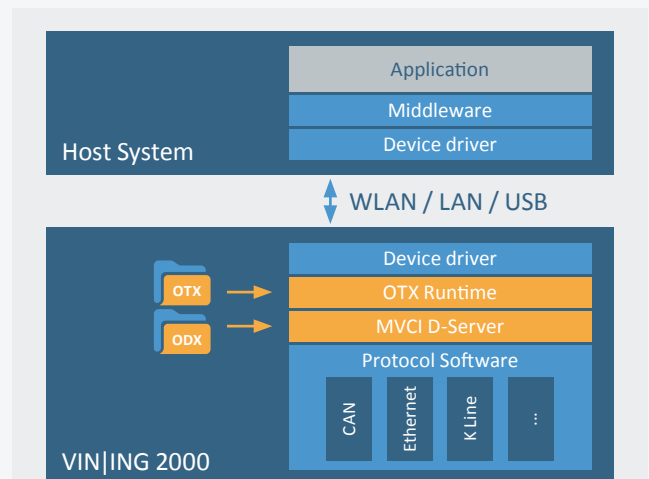 Application
Middleware
Device driver
Host System
WLAN / LAN / USB
Device driver
OTX
OTX Runtime
ODX
MVCI D-Server
Protocol Software
CAN
Ethernet
K Line
...
VIN|ING 2000